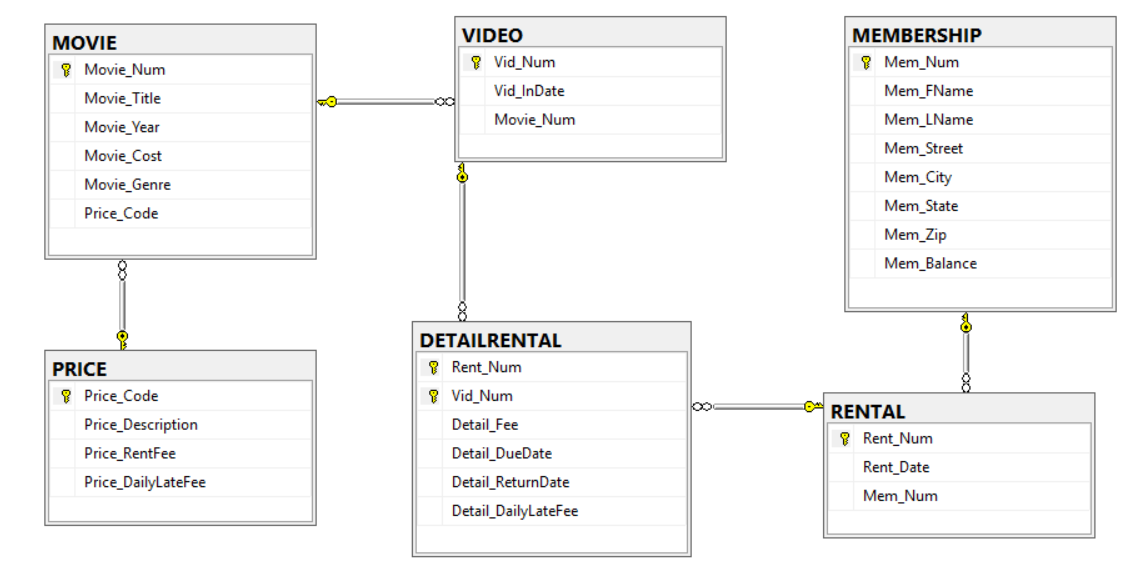 MOVIE
Movie_Num
Movie_Title
Movie_Year
Movie_Cost
Movie_Genre
Price_Code
VIDEO
Vid_Num
Vid_InDate
Movie_Num
MEMBERSHIP
Mem_Num
Mem_FName
Mem_LName
Mem_Street
Mem_City
Mem_State
Mem_Zip
Mem_Balance
PRICE
Price_Code
Price_Description
Price_RentFee
Price_DailyLateFee
DETAILRENTAL
Rent_Num
Vid_Num
Detail_Fee
Detail_DueDate
Detail_ReturnDate
Detail_DailyLateFee
RENTAL
Rent_Num
Rent_Date
Mem_Num